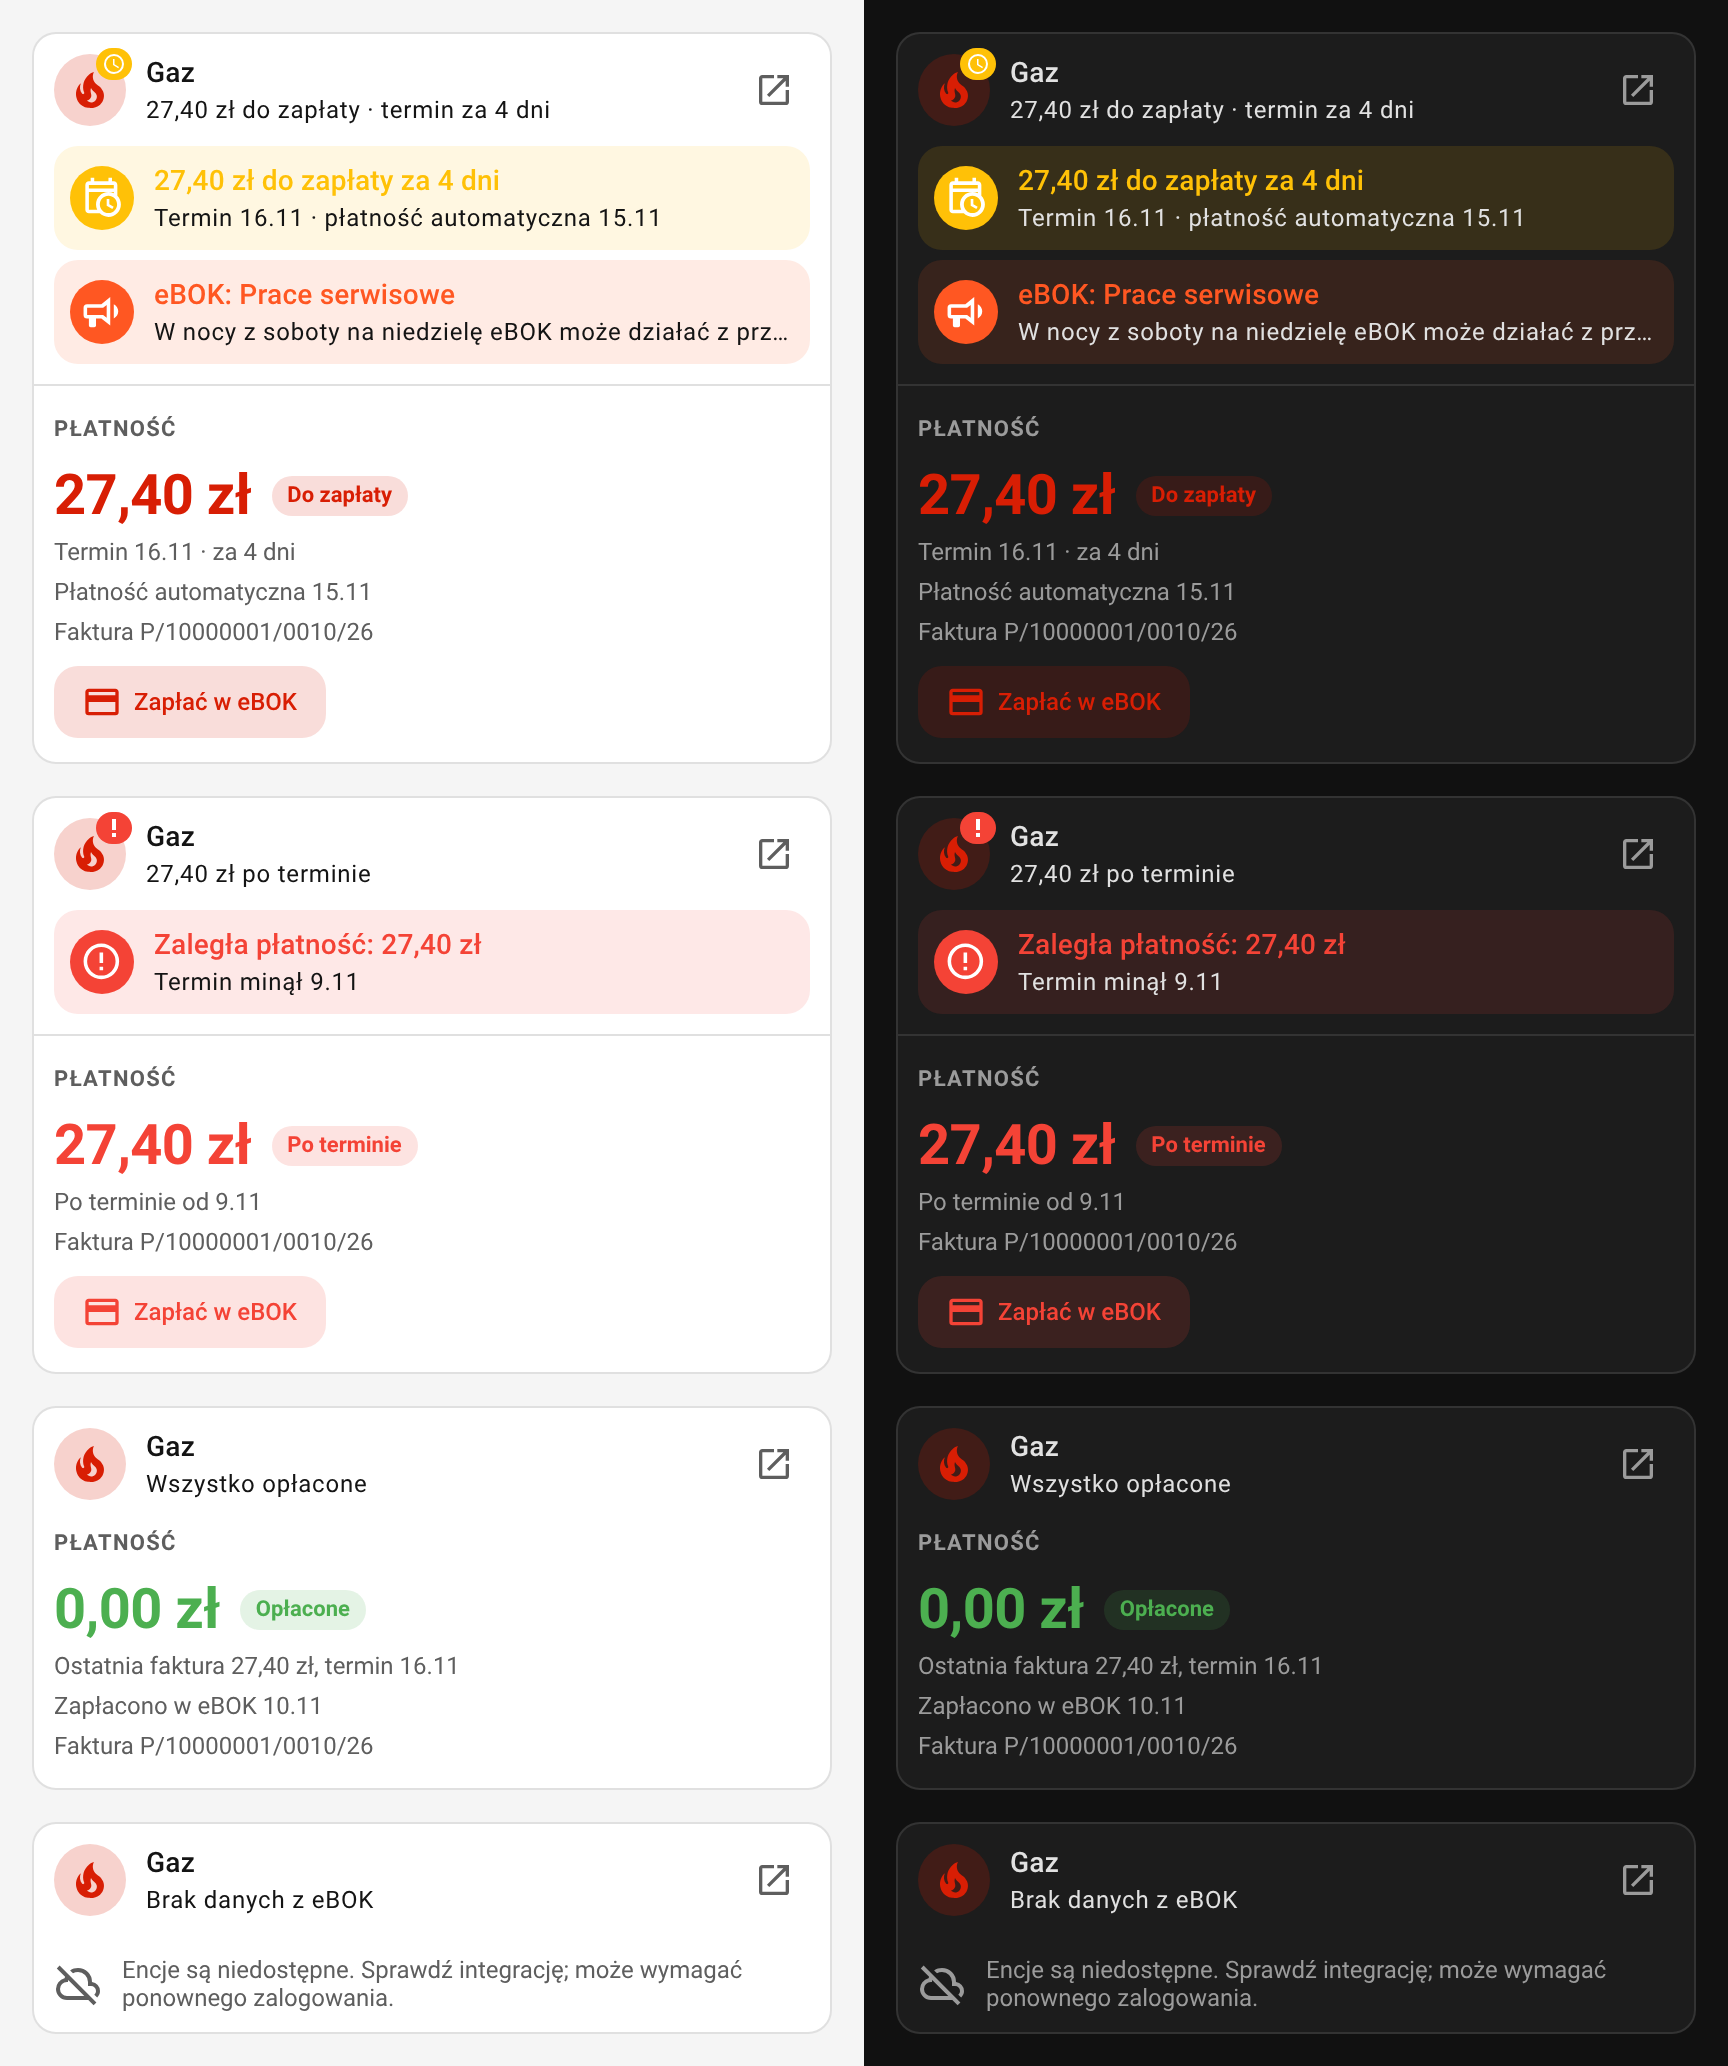 Gaz
27,40 zł do zapłaty · termin za 4 dni
27,40 zł do zapłaty za 4 dni
Termin 16.11 · płatność automatyczna 15.11
eBOK: Prace serwisowe
W nocy z soboty na niedzielę eBOK może działać z prz...
PŁATNOŚĆ
27,40 zł Do zapłaty
Termin 16.11 · za 4 dni
Płatność automatyczna 15.11
Faktura P/10000001/0010/26
Zapłać w eBOK
Gaz
27,40 zł po terminie
Zaległa płatność: 27,40 zł
Termin minął 9.11
PŁATNOŚĆ
27,40 zł Po terminie
Po terminie od 9.11
Faktura P/10000001/0010/26
Zapłać w eBOK
Gaz
Wszystko opłacone
PŁATNOŚĆ
0,00 zł Opłacone
Ostatnia faktura 27,40 zł, termin 16.11
Zapłacono w eBOK 10.11
Faktura P/10000001/0010/26
Gaz
Brak danych z eBOK
Encje są niedostępne. Sprawdź integrację; może wymagać
ponownego zalogowania.
Gaz
27,40 zł do zapłaty · termin za 4 dni
27,40 zł do zapłaty za 4 dni
Termin 16.11 · płatność automatyczna 15.11
eBOK: Prace serwisowe
W nocy z soboty na niedzielę eBOK może działać z prz...
PŁATNOŚĆ
27,40 zł Do zapłaty
Termin 16.11 · za 4 dni
Płatność automatyczna 15.11
Faktura P/10000001/0010/26
Zapłać w eBOK
Gaz
27,40 zł po terminie
Zaległa płatność: 27,40 zł
Termin minął 9.11
PŁATNOŚĆ
27,40 zł Po terminie
Po terminie od 9.11
Faktura P/10000001/0010/26
Zapłać w eBOK
Gaz
Wszystko opłacone
PŁATNOŚĆ
0,00 zł Opłacone
Ostatnia faktura 27,40 zł, termin 16.11
Zapłacono w eBOK 10.11
Faktura P/10000001/0010/26
Gaz
Brak danych z eBOK
Encje są niedostępne. Sprawdź integrację; może wymagać
ponownego zalogowania.